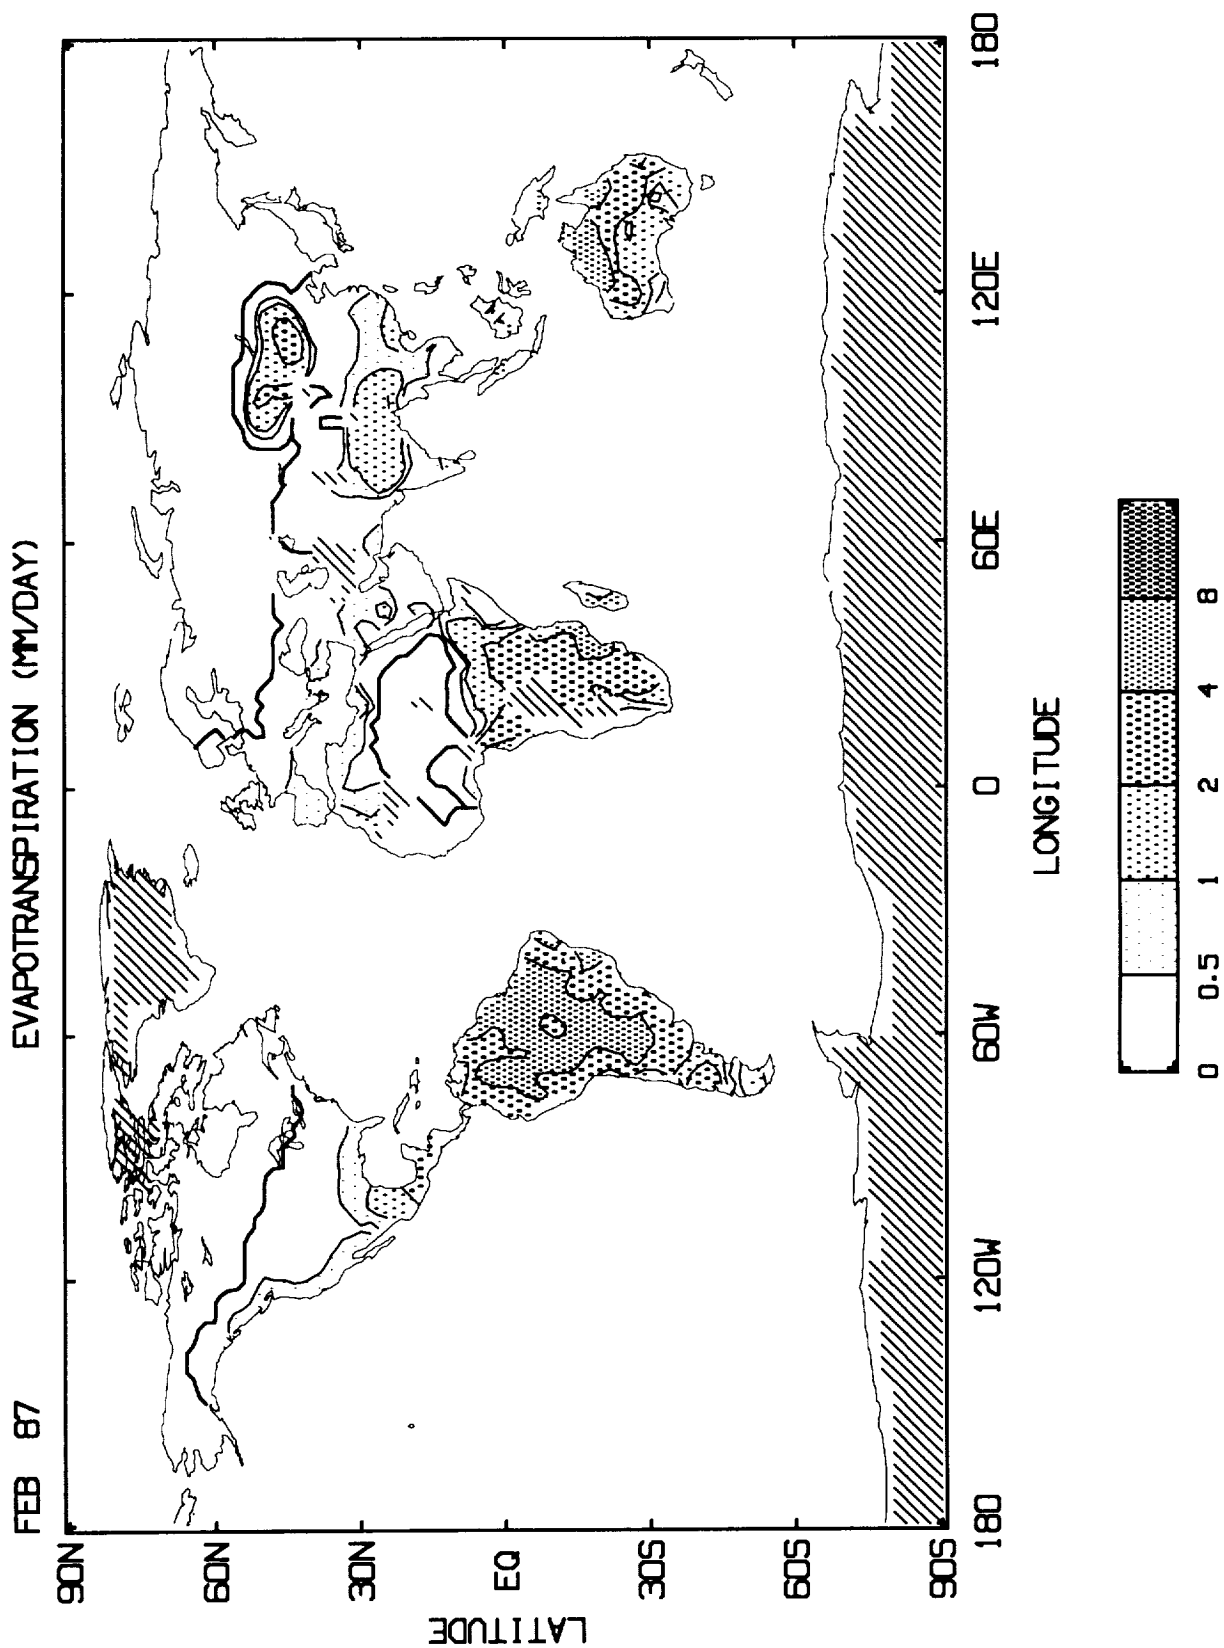 FEB 87 EVAPOTRANSPIRATION (MM/DAY)
90N
60N
30N
EQ
30S
60S
90S
LATITUDE
180 120W 60W 0 60E 120E 180
LONGITUDE
0 0.5 1 2 4 8